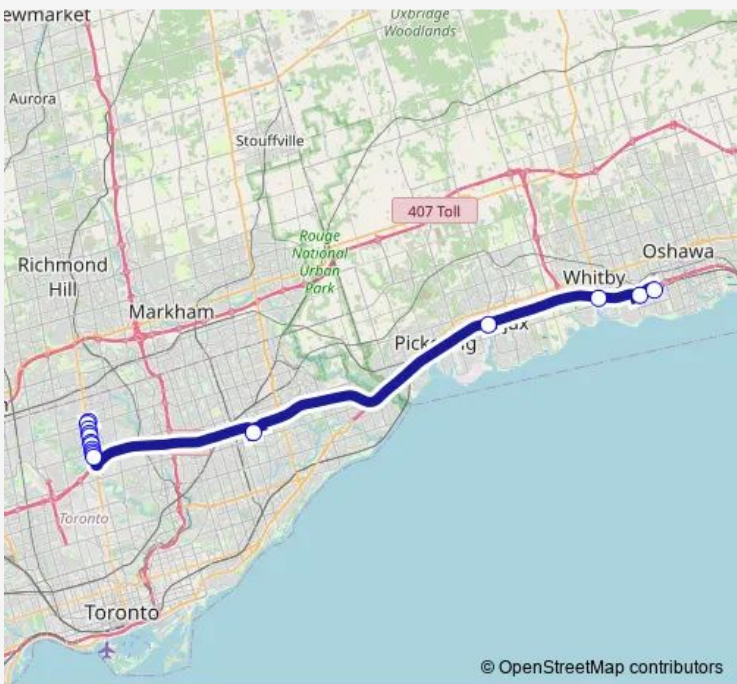 ewmarket
Uxbridge
Woodlands
Aurora
Stouffville
407 Toll
Rouge
National
Urban
Park
Oshawa
Richmond
Hill
Whitby
Markham
Toronto
Toronto
© OpenStreetMap contributors